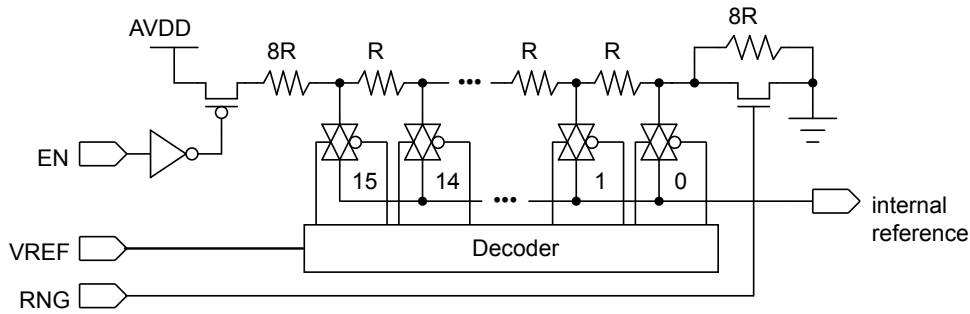 AVDD
8R
R
R
R
8R
EN
15
14
1
0
internal
reference
VREF
Decoder
RNG